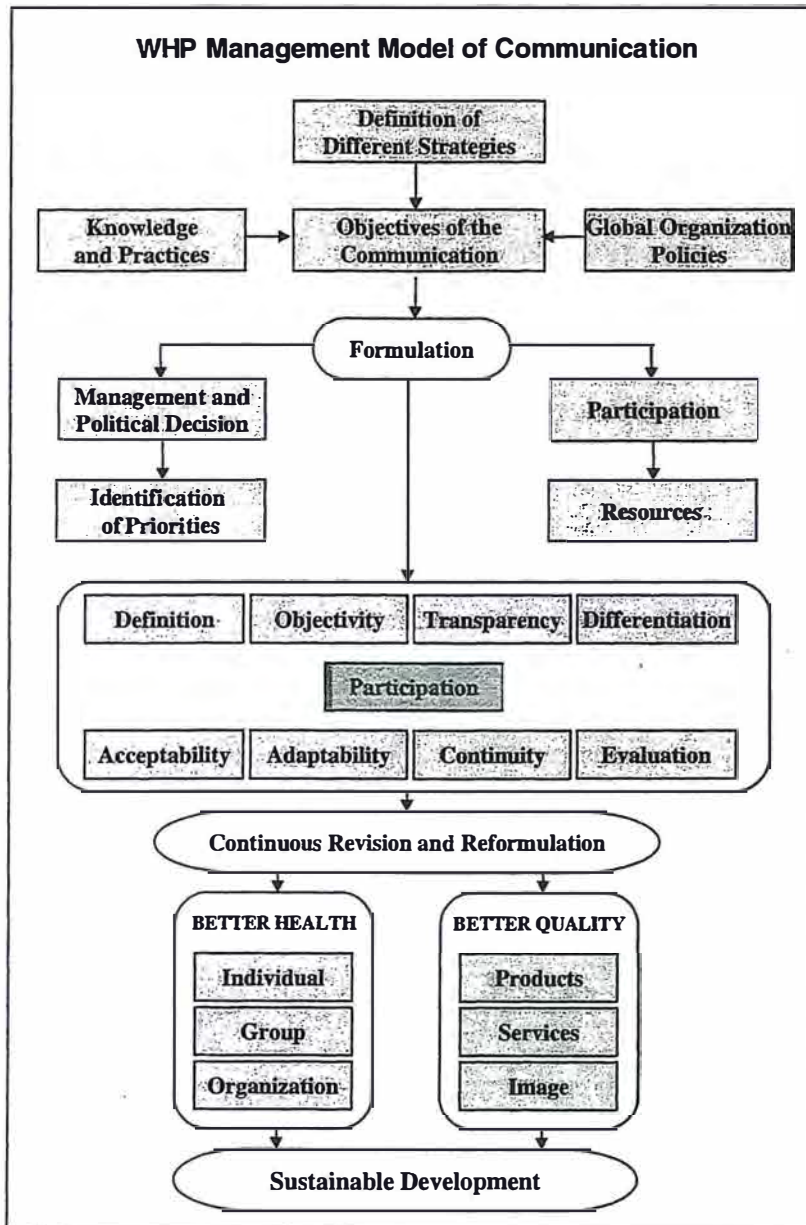 WHP Management Model of Communication
Definition of
Different Strategies
Knowledge
and Practices
Objectives of the
Communication
Global Organization
Policies
Formulation
Management and
Political Decision
Participation
Identification
of Priorities
Resources
Definition
Objectivity
Transparency
Differentiation
Participation
Acceptability
Adaptability
Continuity
Evaluation
Continuous Revision and Reformulation
BETTER HEALTH
Individual
Group
Organization
BETTER QUALITY
Products
Services
Image
Sustainable Development